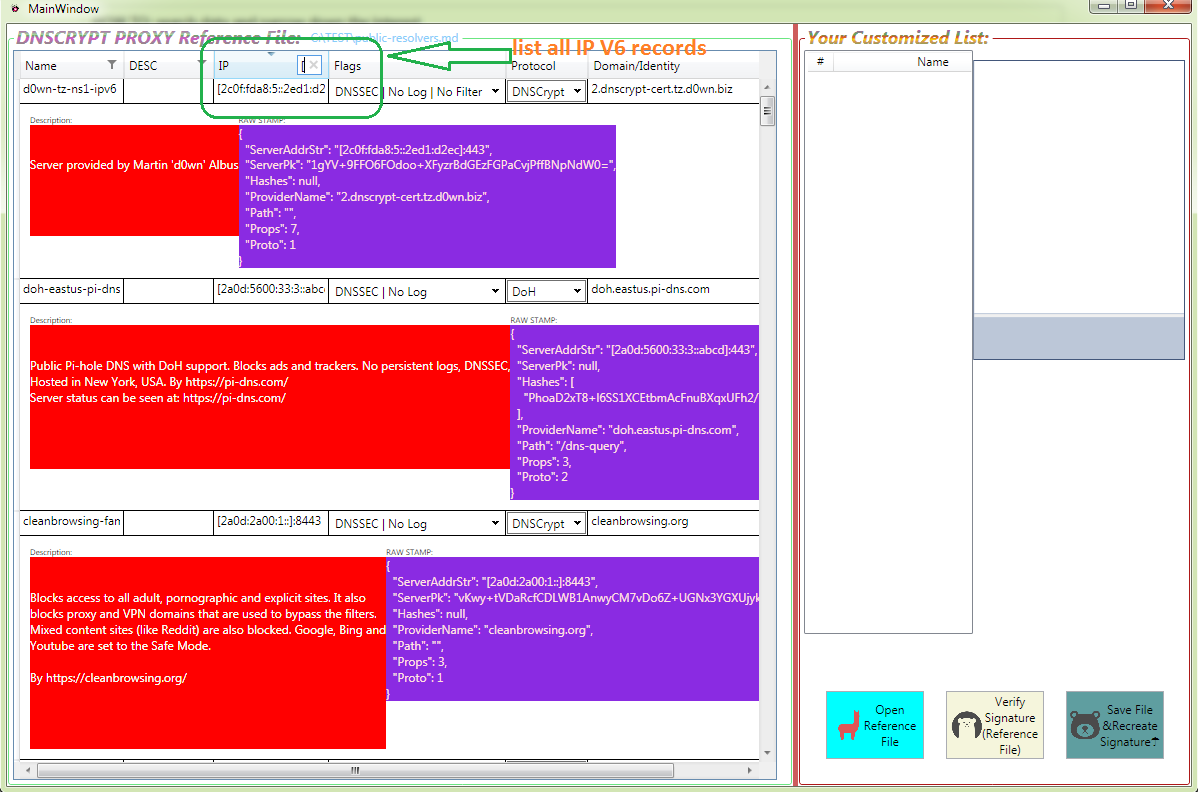 MainWindow
DNSCRYPT PROXY Reference File: C:\TEST\public-resolvers.md
list all IP V6 records
Name DESC IP [ Flags Protocol Domain/Identity
d0wn-tz-ns1-ipv6 [2c0f:fda8:5::2ed1:d2 DNSSEC | No Log | No Filter DNSCrypt 2.dnscrypt-cert.tz.d0wn.biz
Description: RAW STAMP:
Server provided by Martin 'd0wn' Albus
{
"ServerAddrStr": "[2c0f:fda8:5::2ed1:d2ec]:443",
"ServerPk": "1gYV+9FFO6FOdoo+XFyzrBdGEzFGPaCvjPffBNpNdW0=",
"Hashes": null,
"ProviderName": "2.dnscrypt-cert.tz.d0wn.biz",
"Path": "",
"Props": 7,
"Proto": 1
}
doh-eastus-pi-dns [2a0d:5600:33:3::abcd DNSSEC | No Log DoH doh.eastus.pi-dns.com
Description: RAW STAMP:
Public Pi-hole DNS with DoH support. Blocks ads and trackers. No persistent logs, DNSSEC,
Hosted in New York, USA. By https://pi-dns.com/
Server status can be seen at: https://pi-dns.com/
{
"ServerAddrStr": "[2a0d:5600:33:3::abcd]:443",
"ServerPk": null,
"Hashes": [
"PhoaD2xT8+I6SS1XCEtbmAcFnuBXqxUFh2/
],
"ProviderName": "doh.eastus.pi-dns.com",
"Path": "/dns-query",
"Props": 3,
"Proto": 2
}
cleanbrowsing-fan [2a0d:2a00:1::]:8443 DNSSEC | No Log DNSCrypt cleanbrowsing.org
Description: RAW STAMP:
Blocks access to all adult, pornographic and explicit sites. It also
blocks proxy and VPN domains that are used to bypass the filters.
Mixed content sites (like Reddit) are also blocked. Google, Bing and
Youtube are set to the Safe Mode.
By https://cleanbrowsing.org/
{
"ServerAddrStr": "[2a0d:2a00:1::]:8443",
"ServerPk": "vKwy+tVDaRcfCDLWB1AnwyCM7vDo6Z+UGNx3YGXUjyk
"Hashes": null,
"ProviderName": "cleanbrowsing.org",
"Path": "",
"Props": 3,
"Proto": 1
}
Your Customized List:
# Name
Open
Reference
File
Verify
Signature
(Reference
File)
Save File
&Recreate
Signature